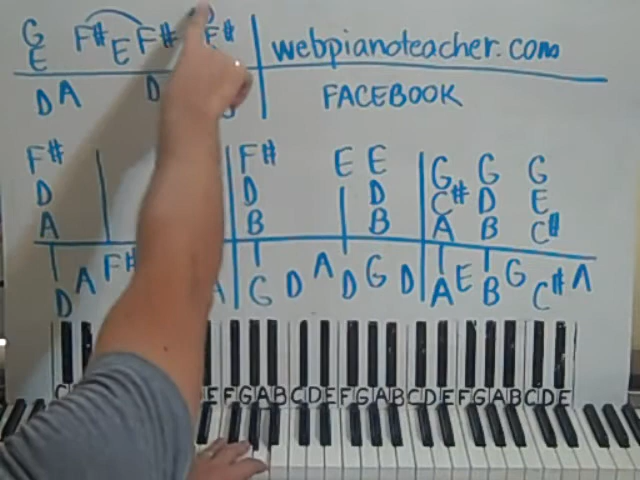 G F# E F# F# webpianoteacher.com
E
D A D FACEBOOK
F# F# E E G G G
D D D C# D E
A B B A B C#
D A F# A G D A D G D A E B G C# A
E F G A B C D E F G A B C D E F G A B C D E